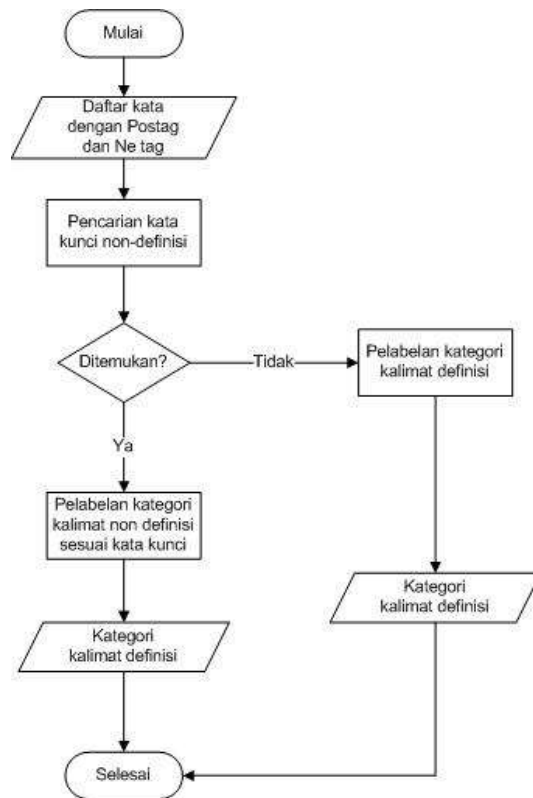 Mulai
Daftar kata
dengan Postag
dan Ne tag
Pencarian kata
kunci non-definisi
Ditemukan?
Tidak
Pelabelan kategori
kalimat definisi
Ya
Pelabelan kategori
kalimat non definisi
sesuai kata kunci
Kategori
kalimat definisi
Kategori
kalimat definisi
Selesai